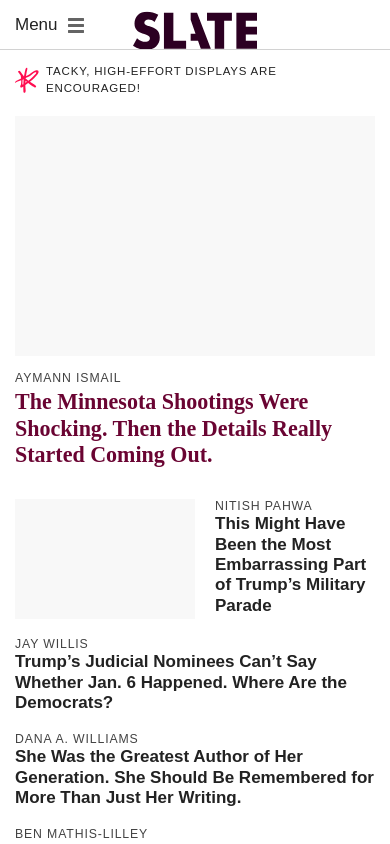 Menu
SLATE
TACKY, HIGH-EFFORT DISPLAYS ARE
ENCOURAGED!
AYMANN ISMAIL
The Minnesota Shootings Were
Shocking. Then the Details Really
Started Coming Out.
NITISH PAHWA
This Might Have
Been the Most
Embarrassing Part
of Trump’s Military
Parade
JAY WILLIS
Trump’s Judicial Nominees Can’t Say
Whether Jan. 6 Happened. Where Are the
Democrats?
DANA A. WILLIAMS
She Was the Greatest Author of Her
Generation. She Should Be Remembered for
More Than Just Her Writing.
BEN MATHIS-LILLEY